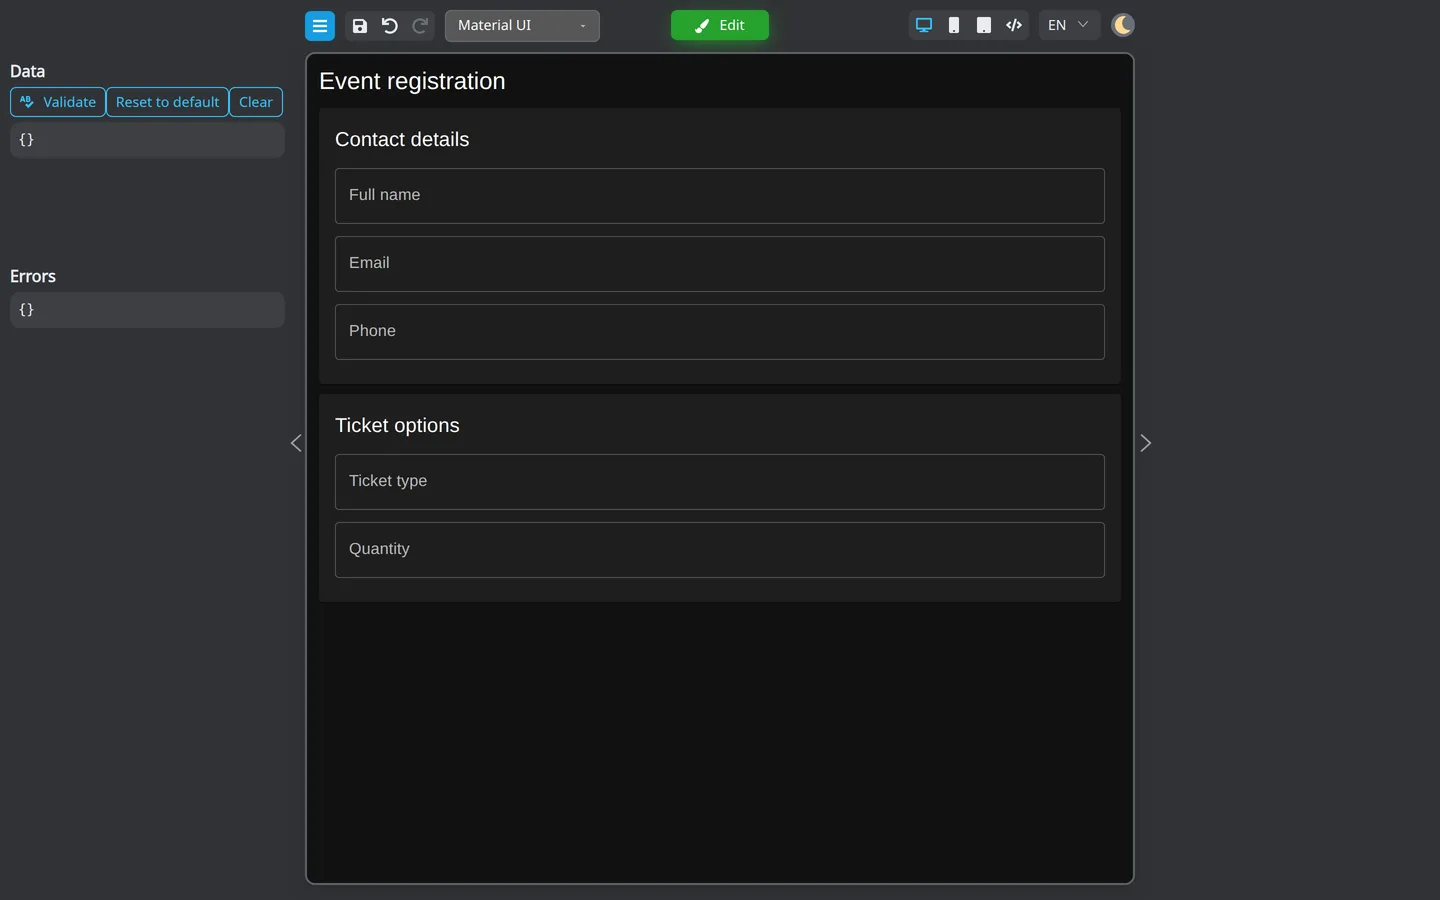 Material UI
Edit
EN
Data
Validate
Reset to default
Clear
{}
Errors
{}
Event registration
Contact details
Full name
Email
Phone
Ticket options
Ticket type
Quantity